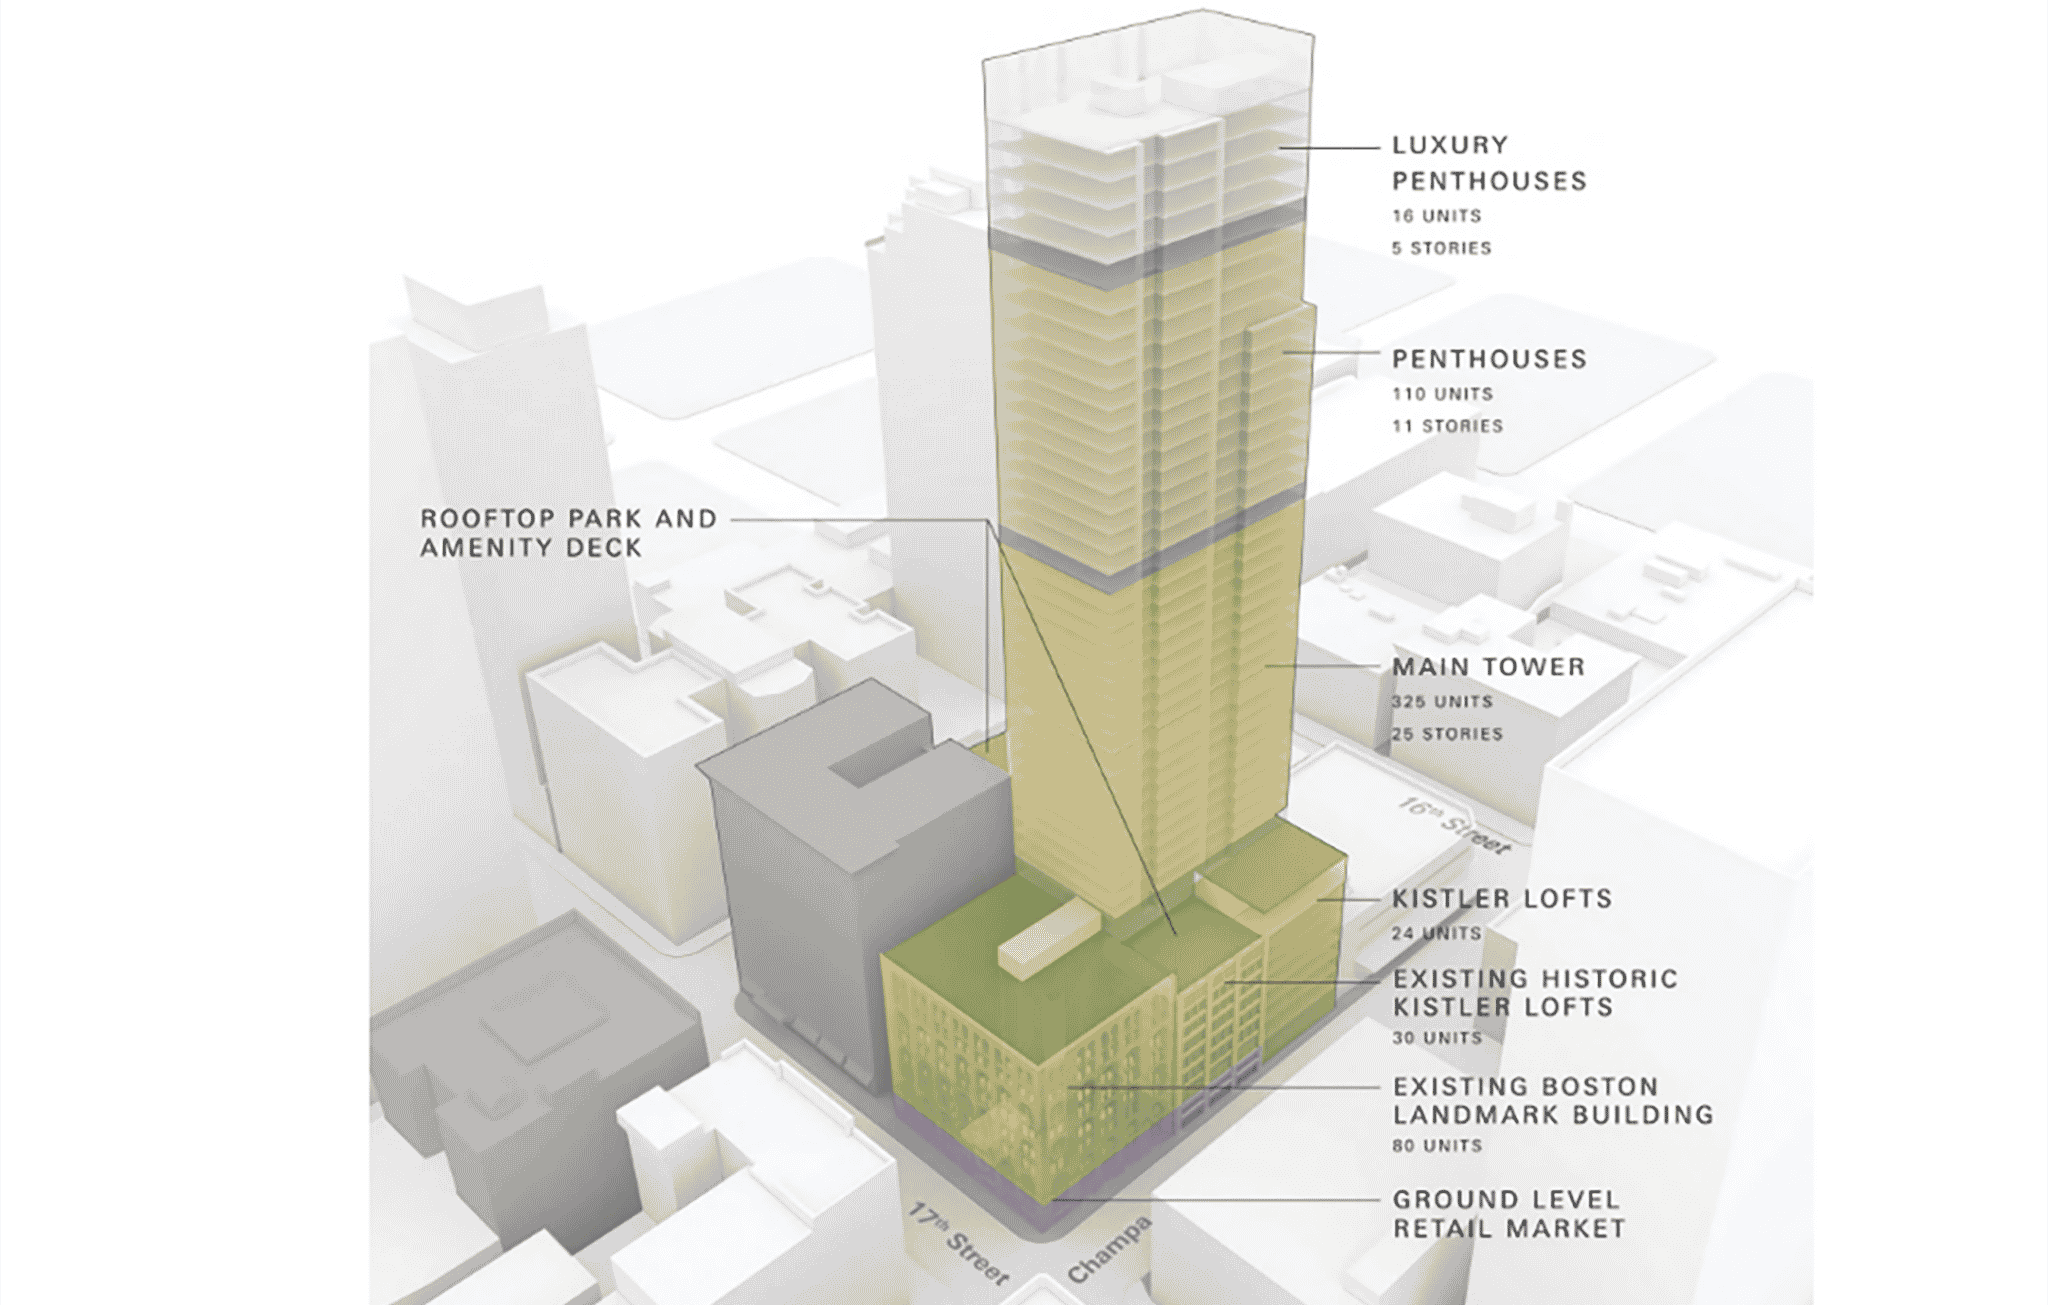 LUXURY
PENTHOUSES
16 UNITS
5 STORIES
PENTHOUSES
110 UNITS
11 STORIES
ROOFTOP PARK AND
AMENITY DECK
MAIN TOWER
325 UNITS
25 STORIES
16th Street
KISTLER LOFTS
24 UNITS
EXISTING HISTORIC
KISTLER LOFTS
30 UNITS
EXISTING BOSTON
LANDMARK BUILDING
80 UNITS
GROUND LEVEL
RETAIL MARKET
17th Street
Champa